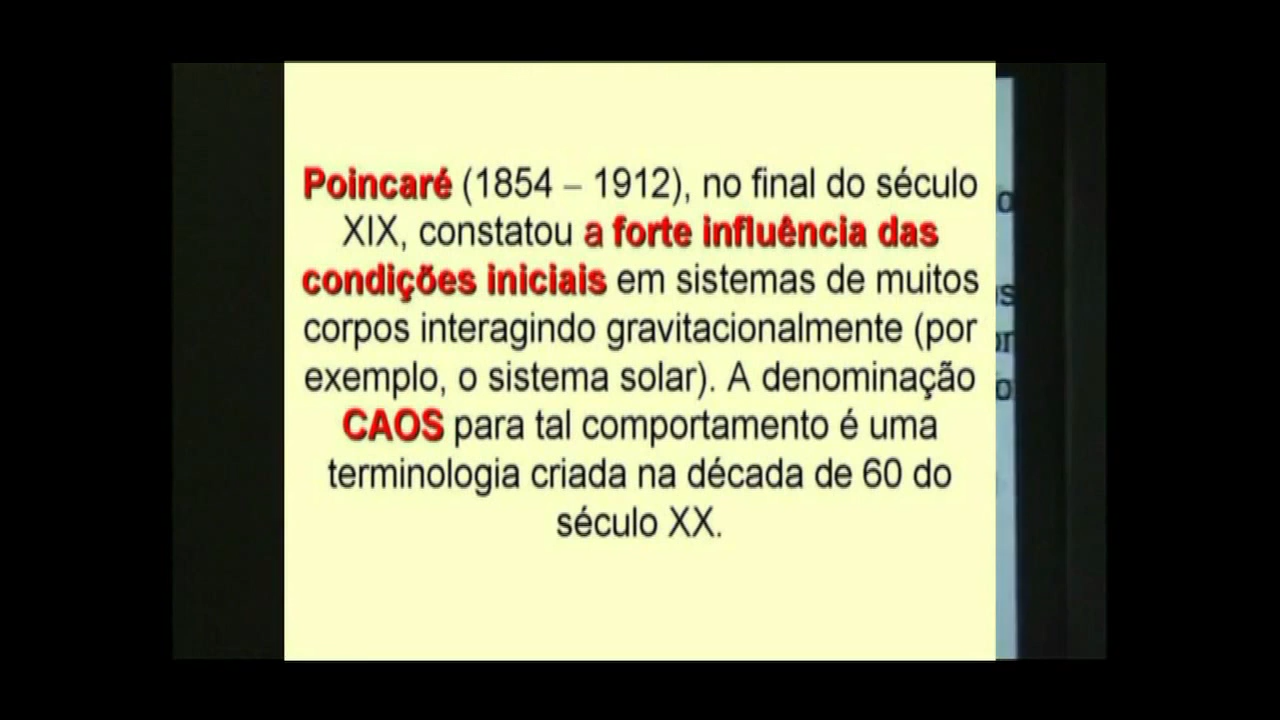 Poincaré (1854 – 1912), no final do século
XIX, constatou a forte influência das
condições iniciais em sistemas de muitos
corpos interagindo gravitacionalmente (por
exemplo, o sistema solar). A denominação
CAOS para tal comportamento é uma
terminologia criada na década de 60 do
século XX.